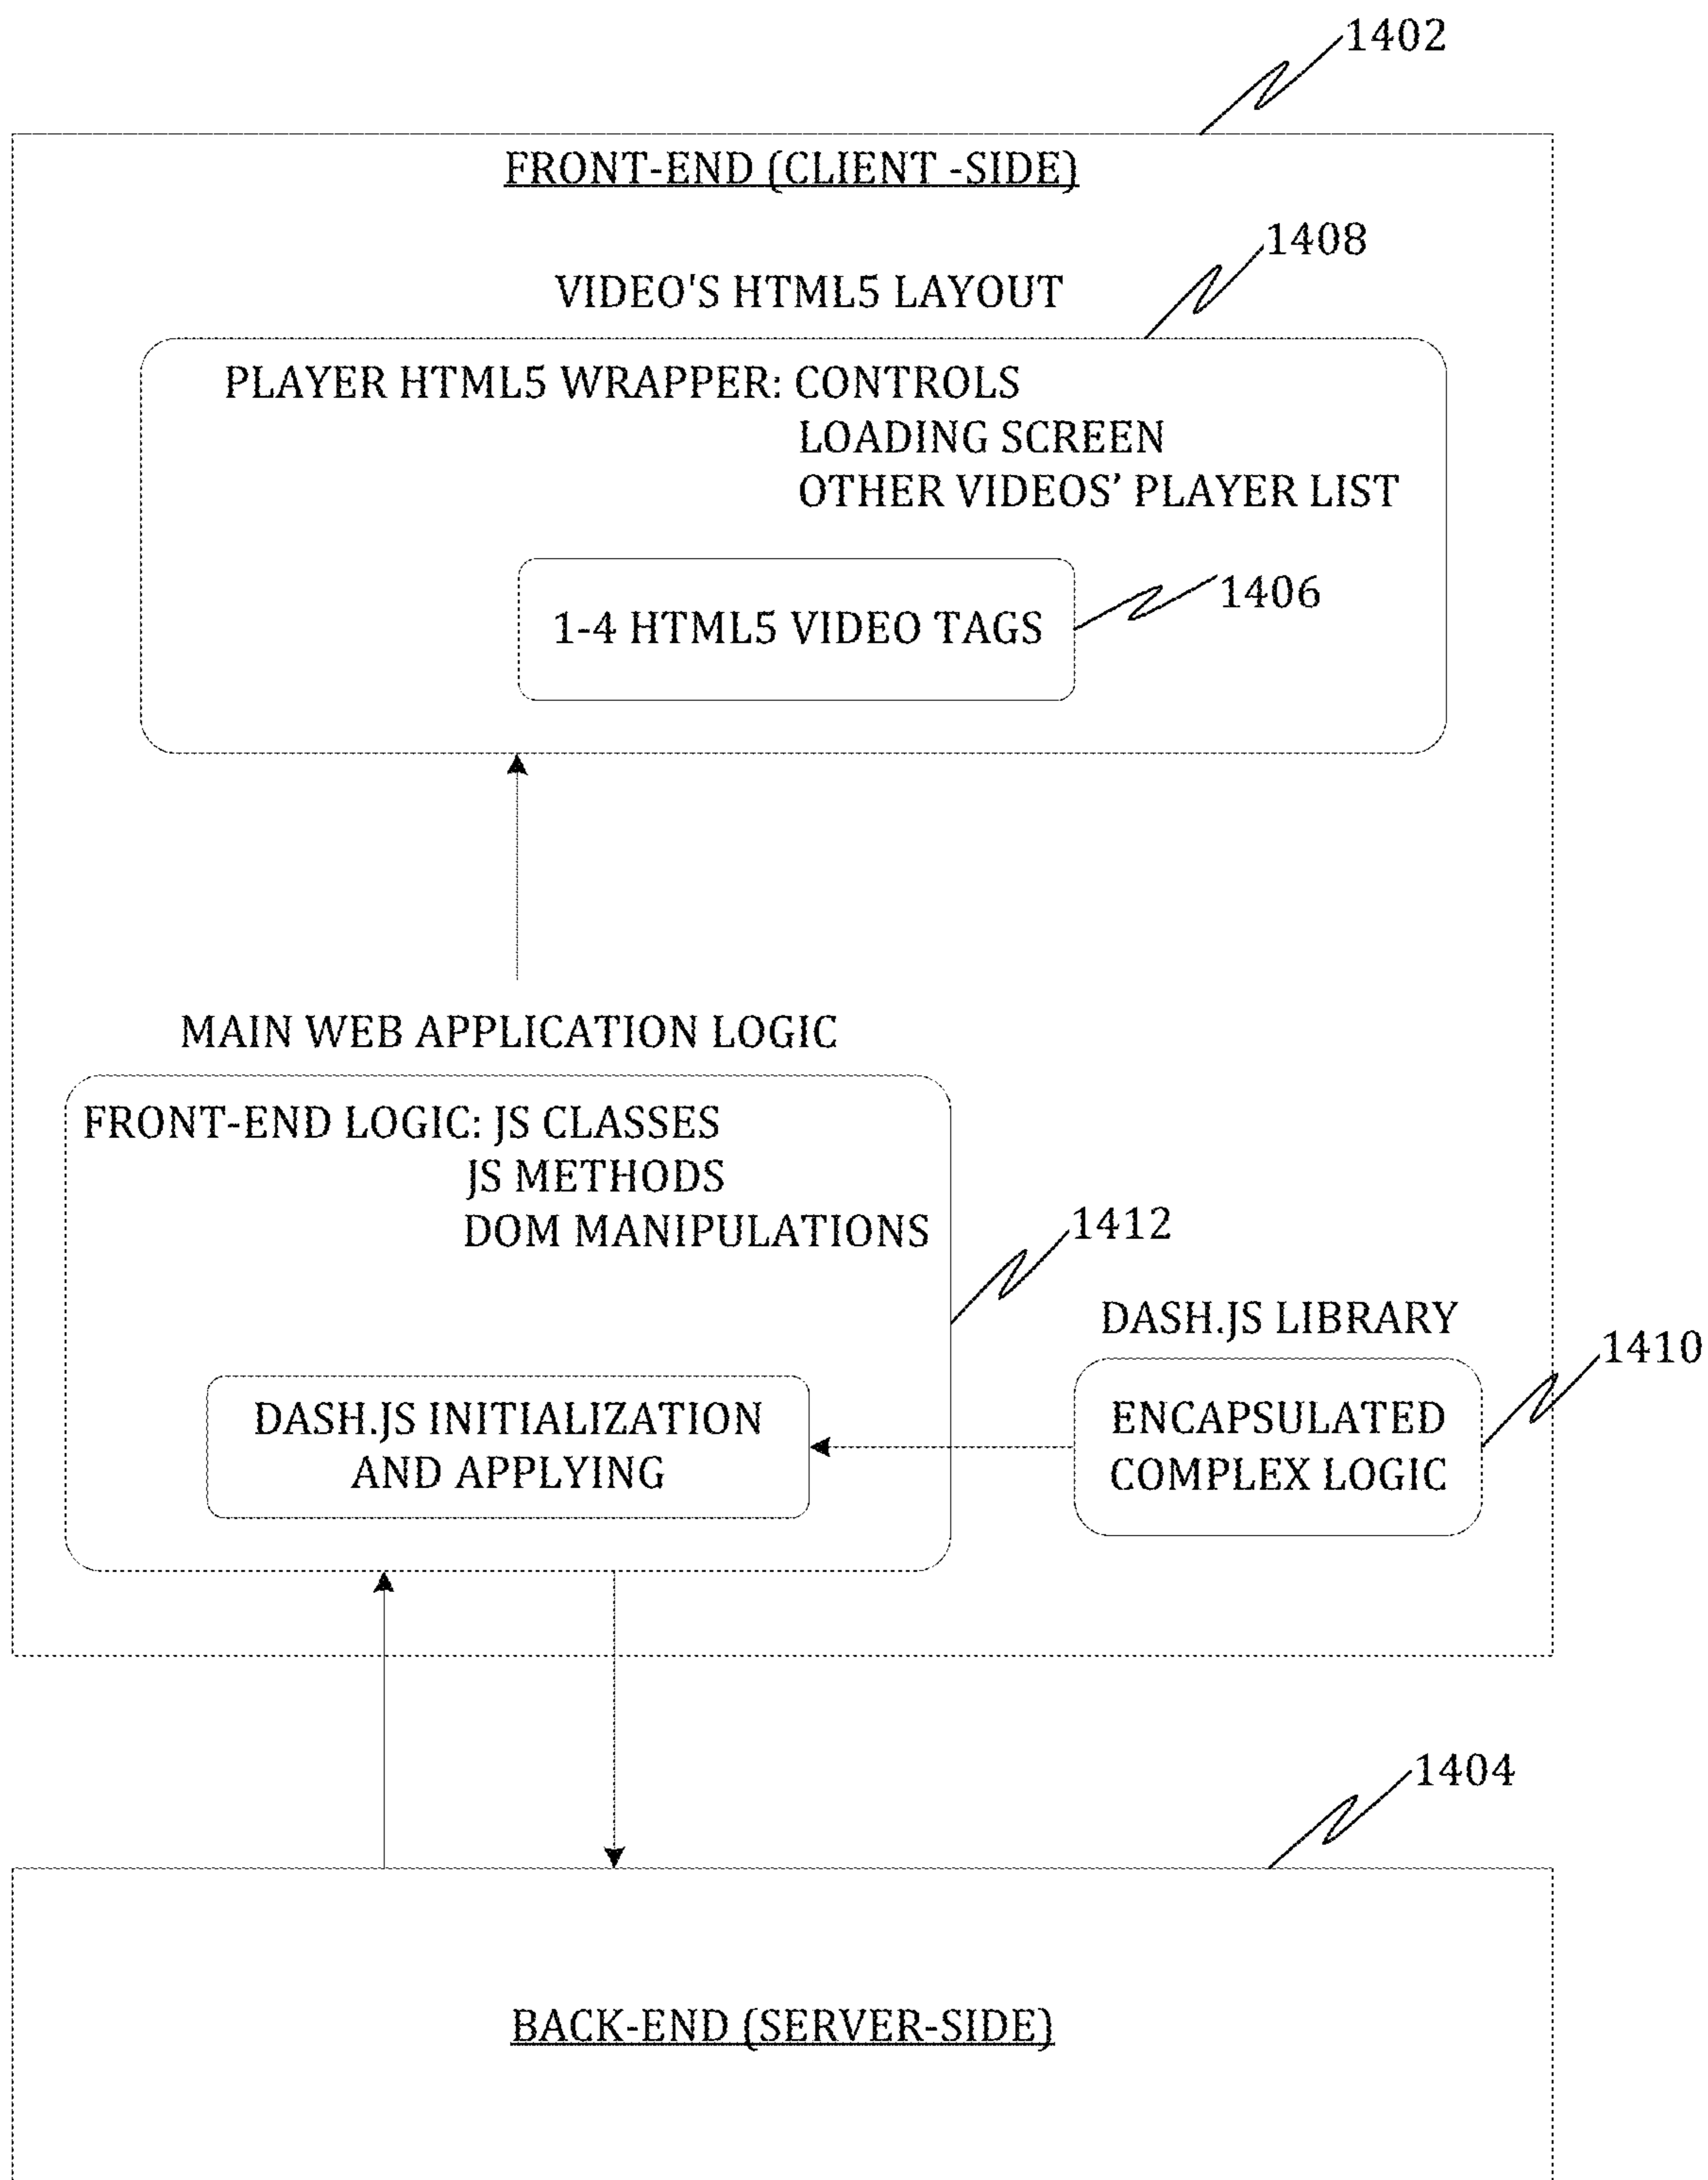 1402
FRONT-END (CLIENT -SIDE)
1408
VIDEO'S HTML5 LAYOUT
PLAYER HTML5 WRAPPER: CONTROLS
LOADING SCREEN
OTHER VIDEOS’ PLAYER LIST
1406
1-4 HTML5 VIDEO TAGS
MAIN WEB APPLICATION LOGIC
FRONT-END LOGIC: JS CLASSES
JS METHODS
DOM MANIPULATIONS
1412
DASH.JS LIBRARY
1410
DASH.JS INITIALIZATION
AND APPLYING
ENCAPSULATED
COMPLEX LOGIC
1404
BACK-END (SERVER-SIDE)